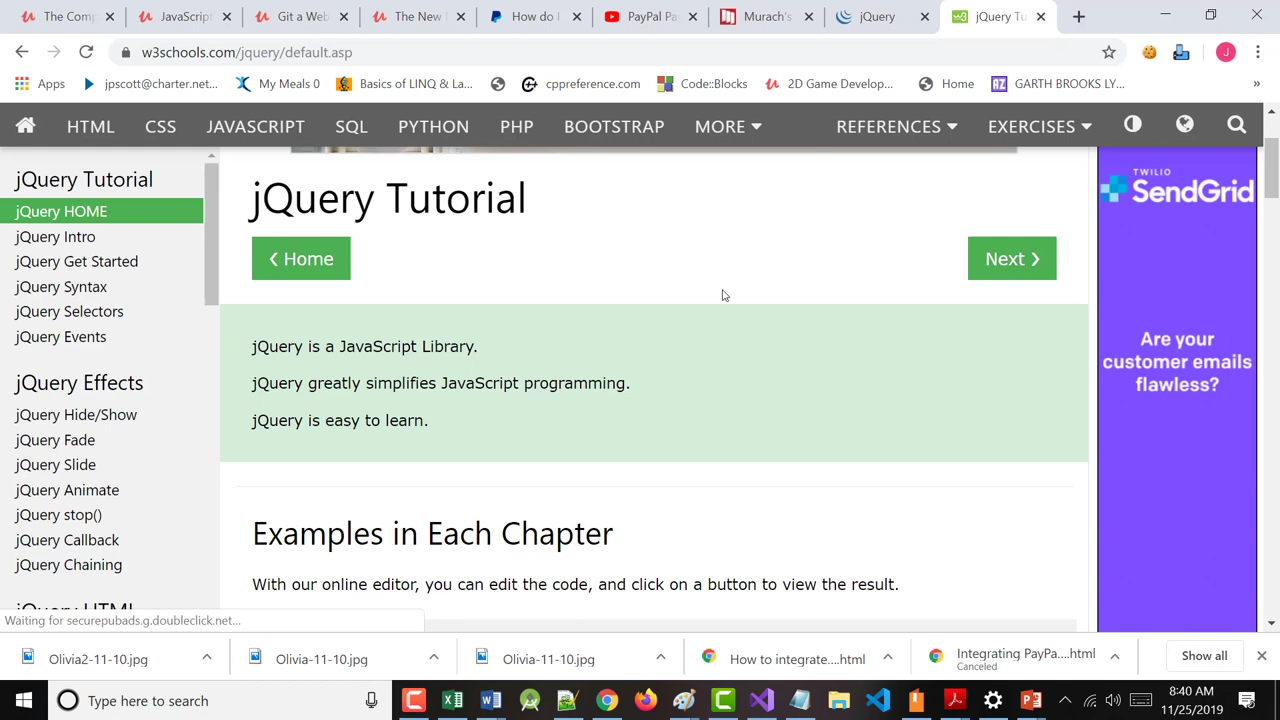 The Comp
JavaScript
Git a Web
The New
How do I
PayPal Pa
Murach's
jQuery
jQuery Tu
w3schools.com/jquery/default.asp
J
Apps
jpscott@charter.net...
My Meals 0
Basics of LINQ & La...
cppreference.com
Code::Blocks
2D Game Develop...
Home
GARTH BROOKS LY...
»
HTML
CSS
JAVASCRIPT
SQL
PYTHON
PHP
BOOTSTRAP
MORE
REFERENCES
EXERCISES
jQuery Tutorial
jQuery HOME
jQuery Intro
jQuery Get Started
jQuery Syntax
jQuery Selectors
jQuery Events
jQuery Effects
jQuery Hide/Show
jQuery Fade
jQuery Slide
jQuery Animate
jQuery stop()
jQuery Callback
jQuery Chaining
jQuery HTML
jQuery Tutorial
❮ Home
Next ❯
jQuery is a JavaScript Library.
jQuery greatly simplifies JavaScript programming.
jQuery is easy to learn.
Examples in Each Chapter
With our online editor, you can edit the code, and click on a button to view the result.
TWILIO
SendGrid
Are your
customer emails
flawless?
Waiting for securepubads.g.doubleclick.net...
Olivia2-11-10.jpg
Olivia-11-10.jpg
Olivia-11-10.jpg
How to integrate....html
Integrating PayPa....html
Canceled
Show all
Type here to search
8:40 AM
11/25/2019